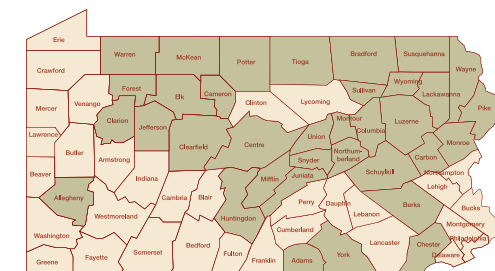 Erie
Warren
McKean
Potter
Tioga
Bradford
Susquehanna
Wayne
Crawford
Forest
Elk
Cameron
Sullivan
Wyoming
Lackawanna
Pike
Mercer
Venango
Clarion
Jefferson
Clinton
Lycoming
Montour
Columbia
Luzerne
Monroe
Lawrence
Butler
Armstrong
Clearfield
Centre
Union
Northum-
berland
Snyder
Carbon
Northampton
Beaver
Indiana
Cambria
Blair
Mifflin
Juniata
Schuylkill
Lehigh
Allegheny
Westmoreland
Huntingdon
Perry
Dauphin
Lebanon
Berks
Bucks
Montgomery
Philadelphia
Washington
Somerset
Bedford
Fulton
Franklin
Cumberland
Adams
York
Lancaster
Chester
Delaware
Greene
Fayette